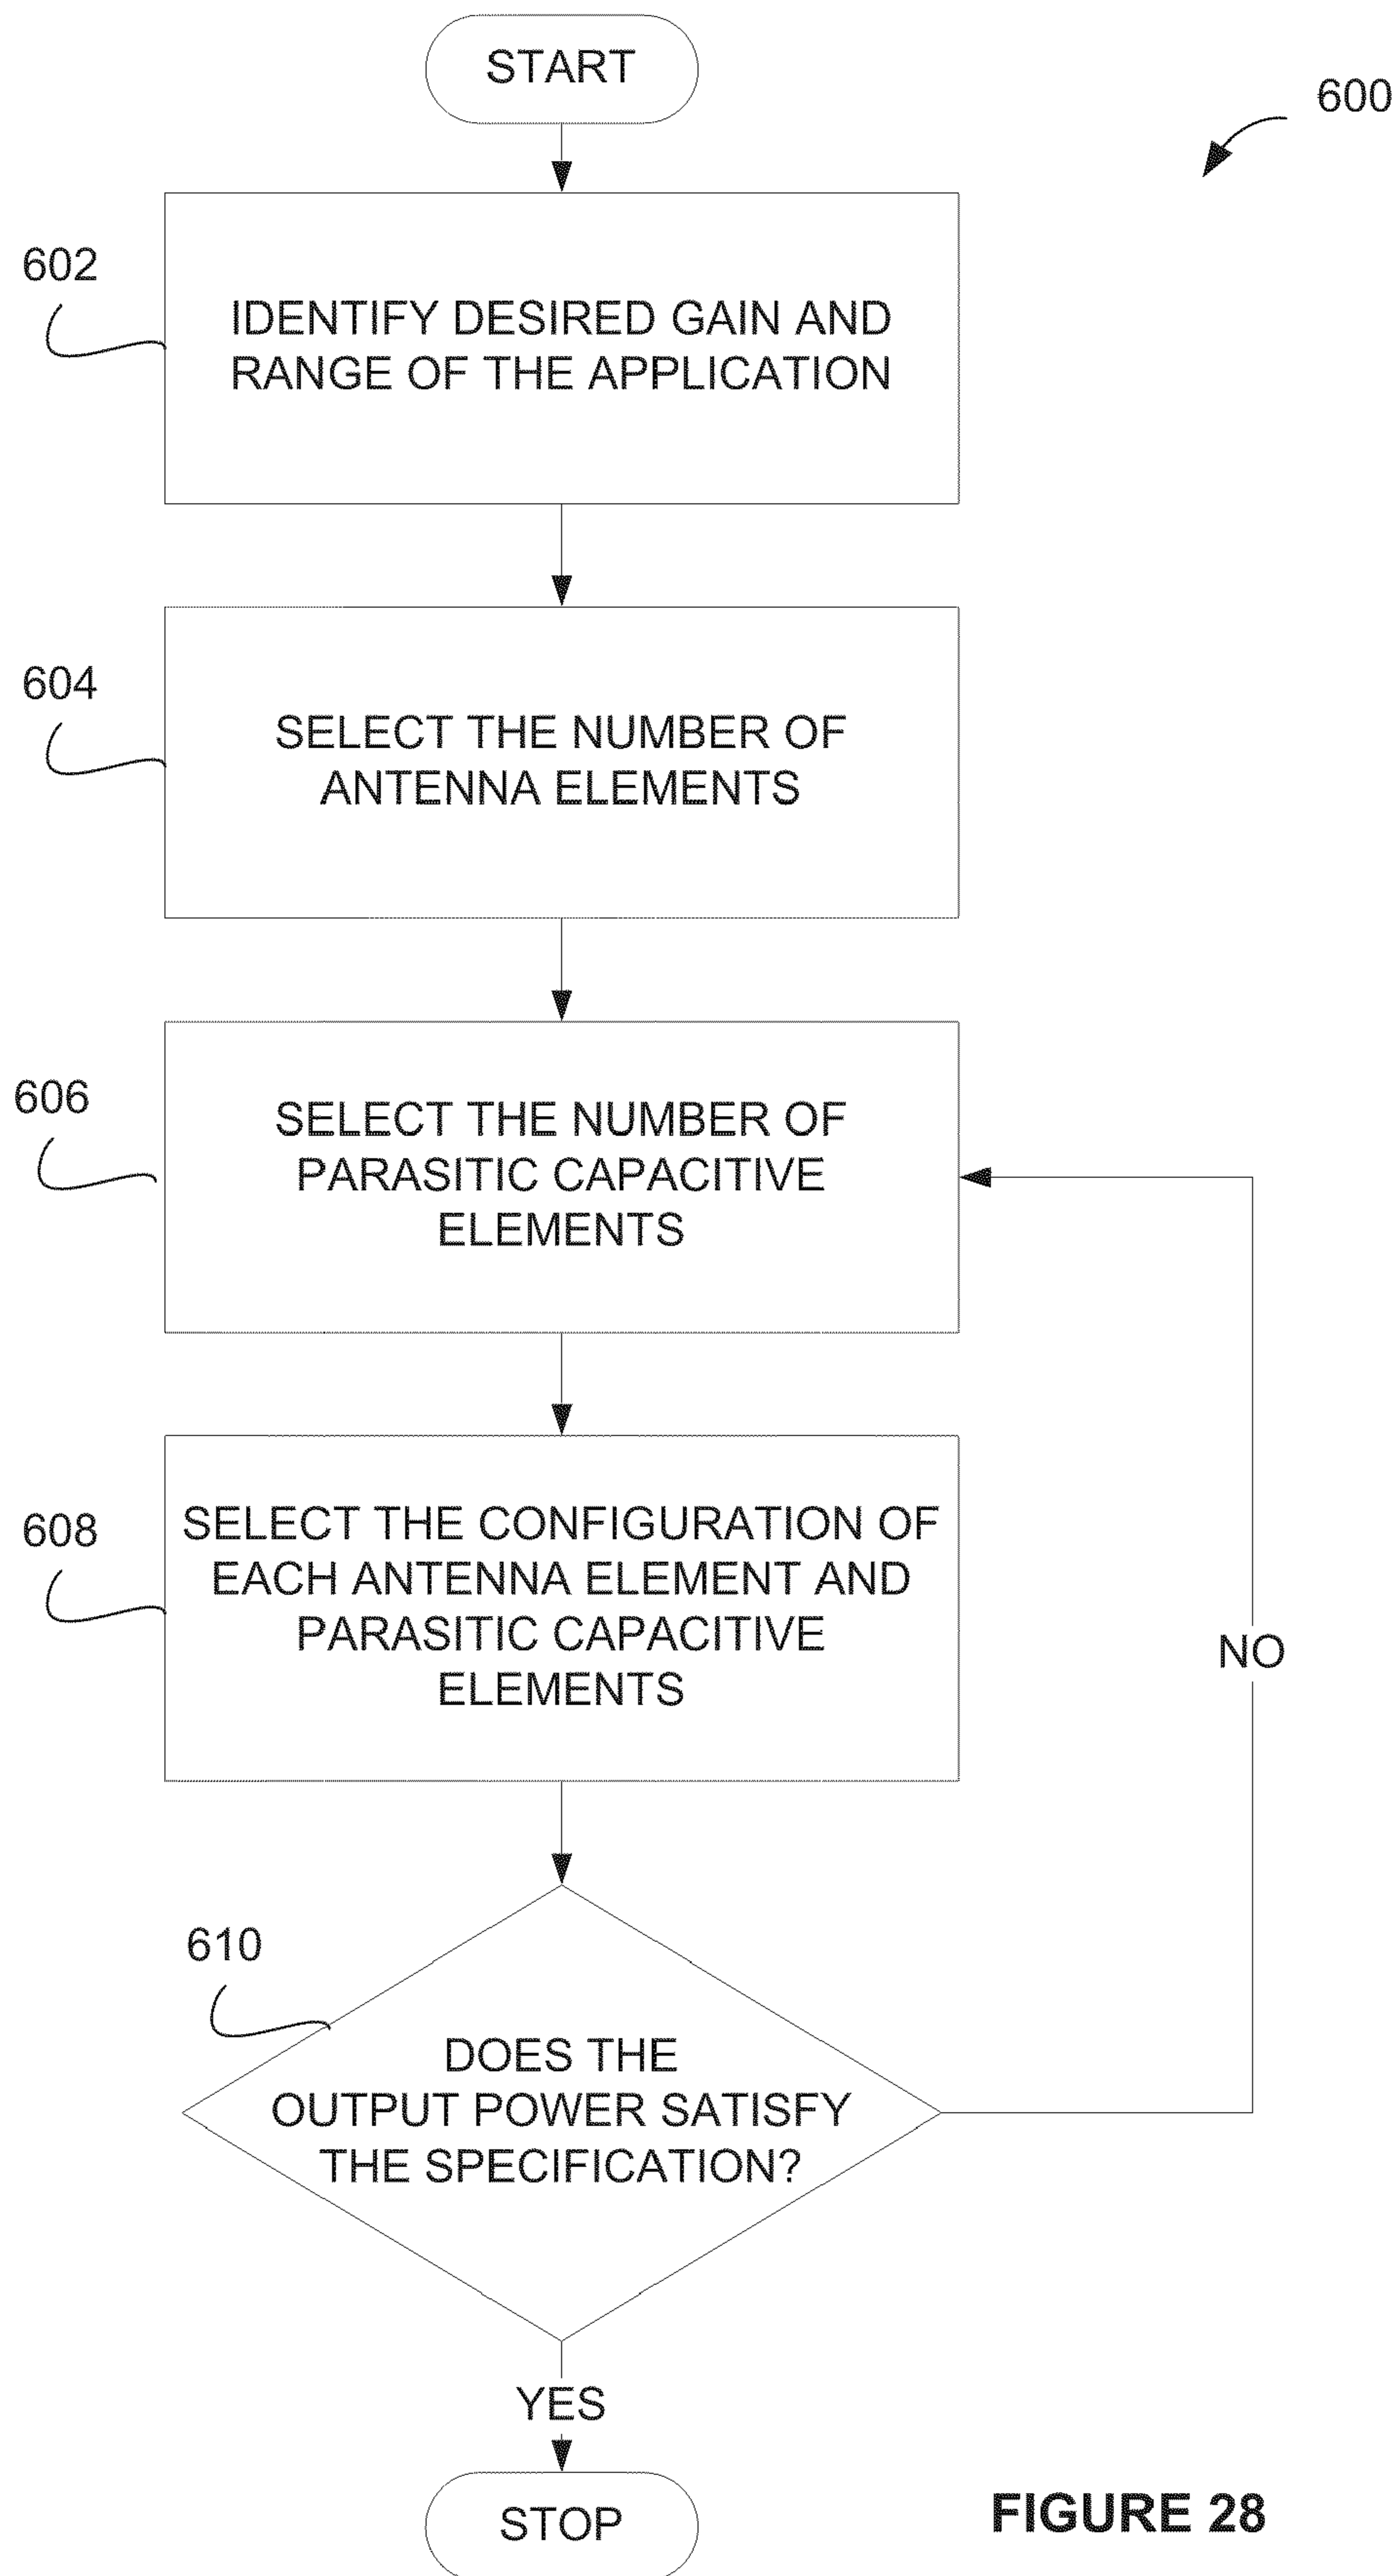 START
600
602
IDENTIFY DESIRED GAIN AND
RANGE OF THE APPLICATION
604
SELECT THE NUMBER OF
ANTENNA ELEMENTS
606
SELECT THE NUMBER OF
PARASITIC CAPACITIVE
ELEMENTS
608
SELECT THE CONFIGURATION OF
EACH ANTENNA ELEMENT AND
PARASITIC CAPACITIVE
ELEMENTS
NO
610
DOES THE
OUTPUT POWER SATISFY
THE SPECIFICATION?
YES
STOP
FIGURE 28